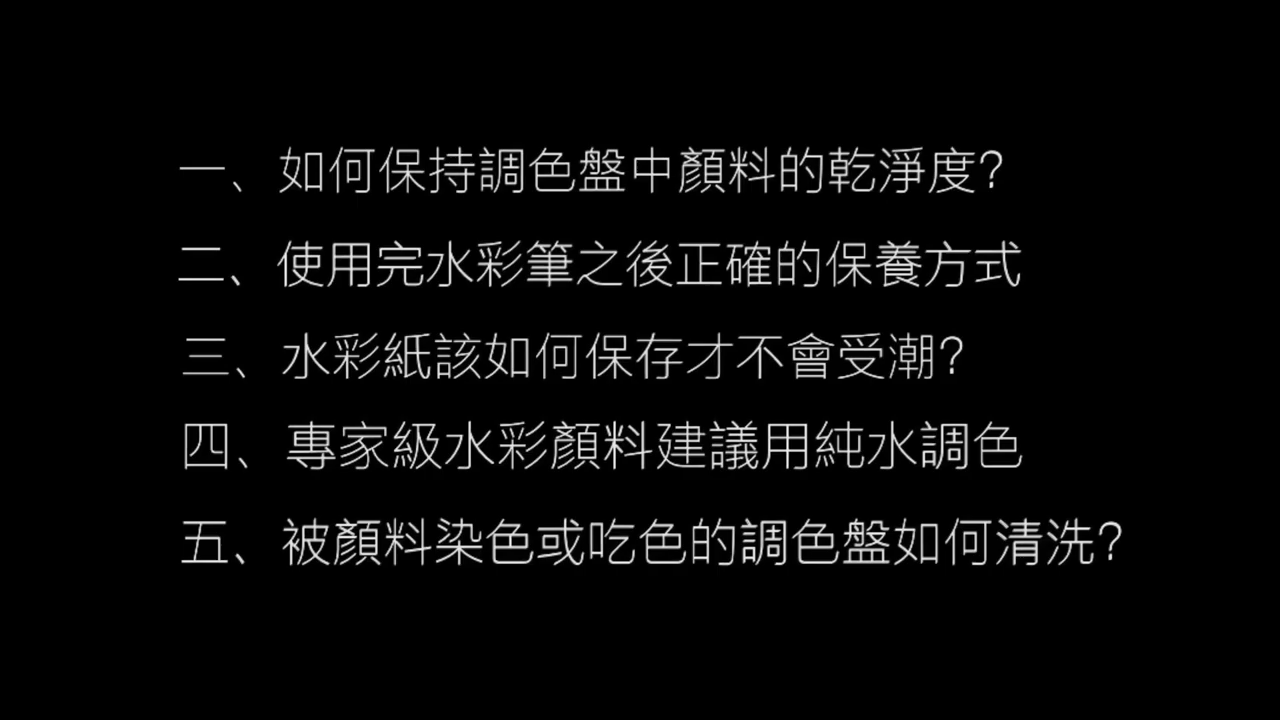 一、如何保持調色盤中顏料的乾淨度?
二、使用完水彩筆之後正確的保養方式
三、水彩紙該如何保存才不會受潮?
四、專家級水彩顏料建議用純水調色
五、被顏料染色或吃色的調色盤如何清洗?